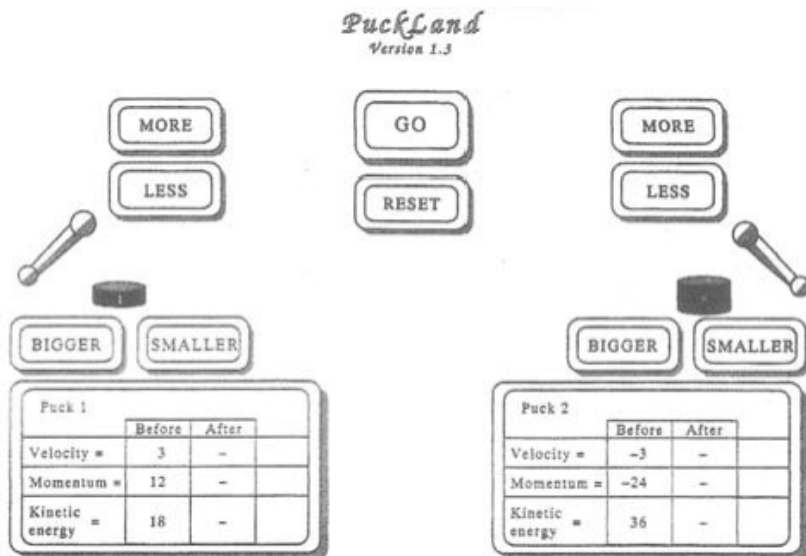 PuckLand
Version 1.3
MORE
GO
MORE
LESS
RESET
LESS
1
BIGGER SMALLER
BIGGER SMALLER
Puck 1
Before After
Velocity = 3 –
Momentum = 12 –
Kinetic energy = 18 –
Puck 2
Before After
Velocity = –3 –
Momentum = –24 –
Kinetic energy = 36 –